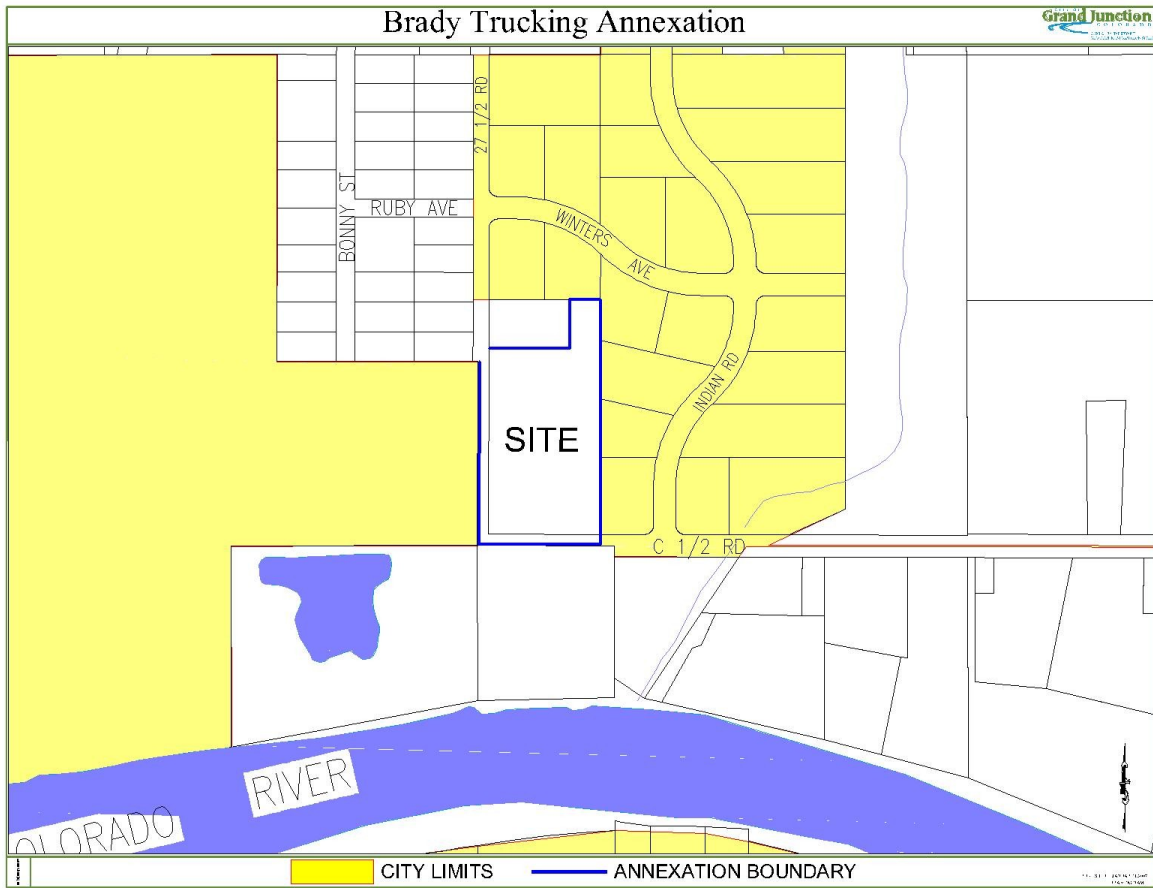 Brady Trucking Annexation
Grand Junction
COLORADO
27 1/2 RD
BONNY ST
RUBY AVE
WINTERS
AVE
INDIAN RD
SITE
C 1/2 RD
RIVER
OLORADO
CITY LIMITS
ANNEXATION BOUNDARY